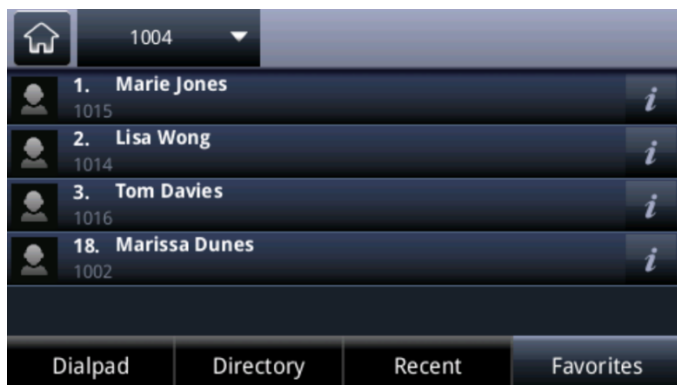 1004
1. Marie Jones
1015
i
2. Lisa Wong
1014
i
3. Tom Davies
1016
i
18. Marissa Dunes
1002
i
Dialpad Directory Recent Favorites